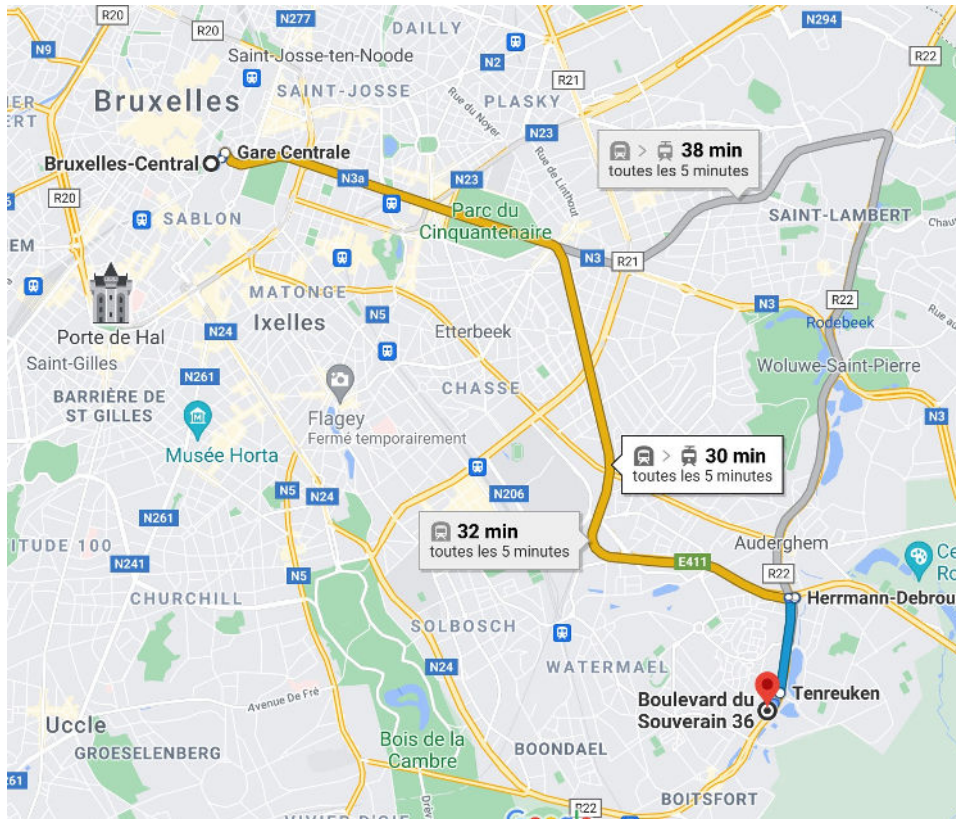 R20
N277
DAILLY
N294
R20
N9
N3
N2
R22
Saint-Josse-ten-Noode
SAINT-JOSSE
R21
Bruxelles
PLASKY
Rue du Noyer
N23
Gare Centrale
Bruxelles-Central
38 min
toutes les 5 minutes
Rue de Linthout
N3a
N23
R20
SABLON
Parc du
Cinquantenaire
SAINT-LAMBERT
N3
R21
MATONGE
N5
N3
R22
Ixelles
Rodebeek
Porte de Hal
N24
Etterbeek
Saint-Gilles
Woluwe-Saint-Pierre
N261
CHASSE
BARRIÈRE DE
ST GILLES
Flagey
Fermé temporairement
N3
Musée Horta
30 min
toutes les 5 minutes
N5
N24
N206
N261
32 min
toutes les 5 minutes
Auderghem
N241
N5
E411
R22
CHURCHILL
Herrmann-Debrou
SOLBOSCH
N24
WATERMAEL
Avenue De Fré
Boulevard du
Souverain 36
Tenreuken
Uccle
GROESELENBERG
Bois de la
Cambre
BOONDAEL
BOITSFORT
R22
Google